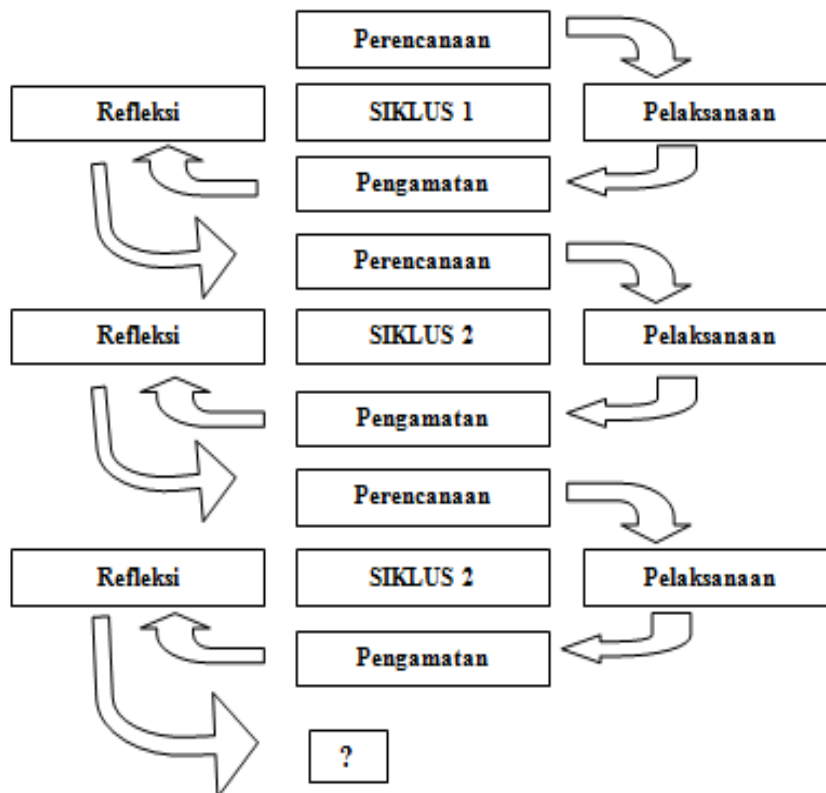 Perencanaan
Refleksi
SIKLUS 1
Pelaksanaan
Pengamatan
Perencanaan
Refleksi
SIKLUS 2
Pelaksanaan
Pengamatan
Perencanaan
Refleksi
SIKLUS 2
Pelaksanaan
Pengamatan
?